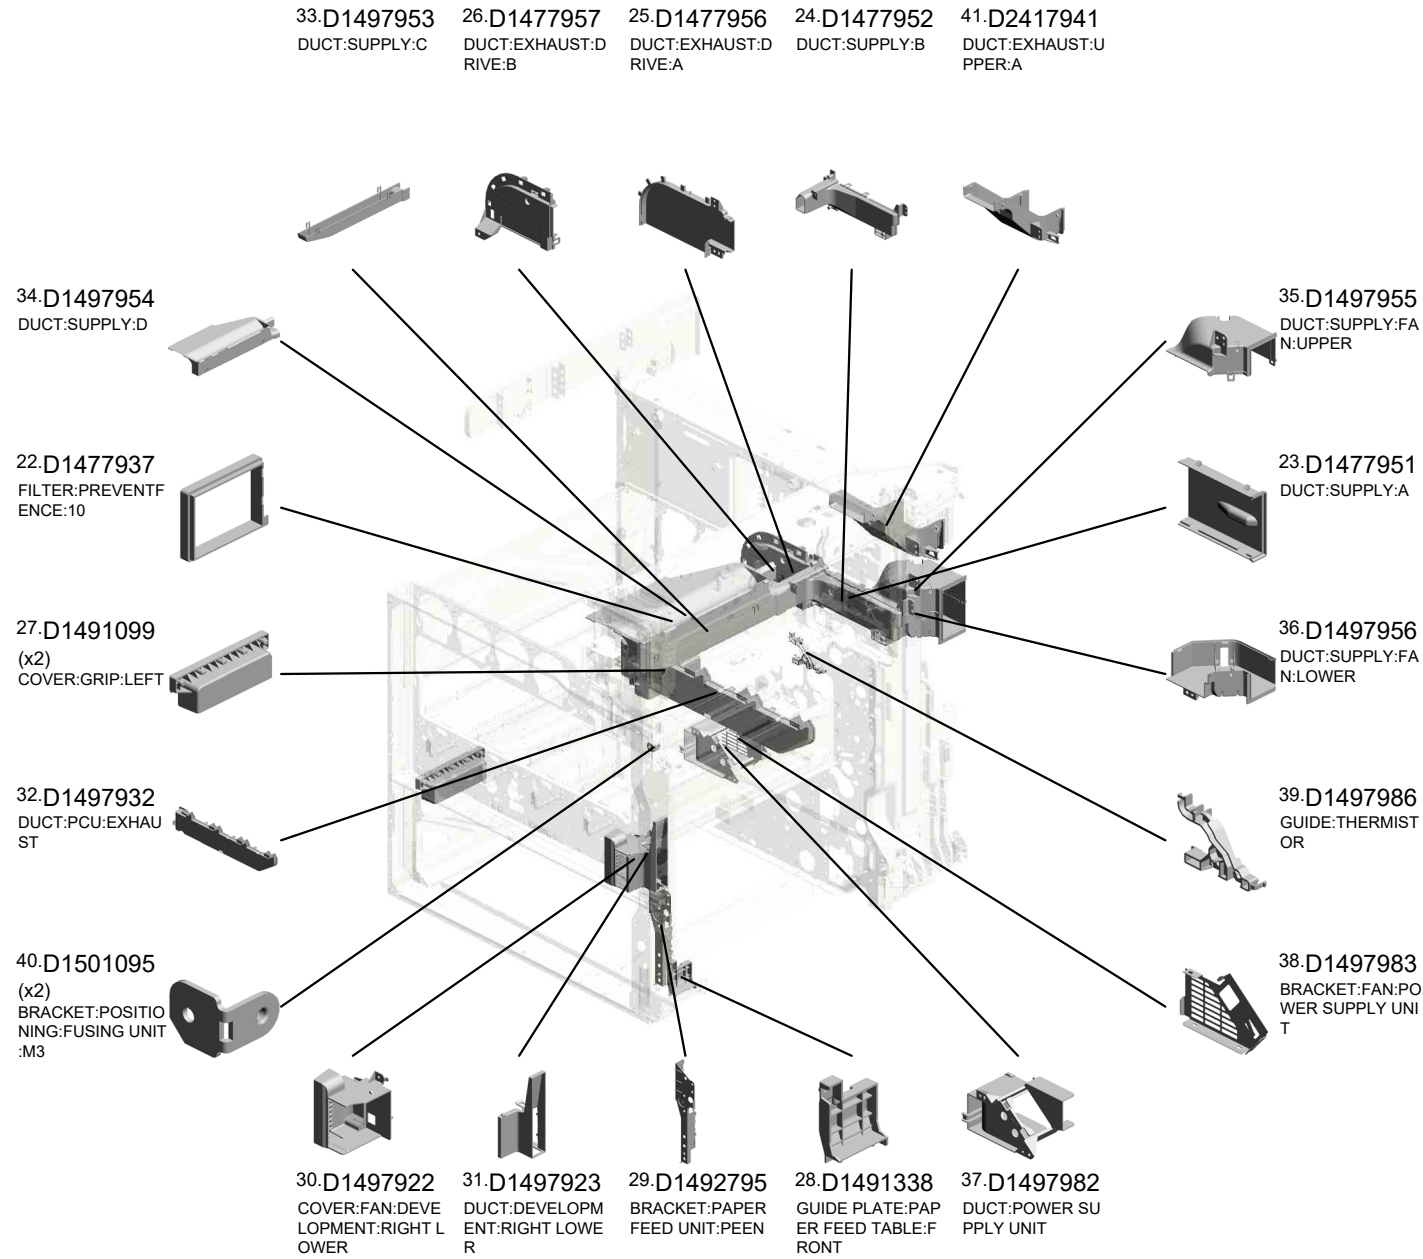 33.D1497953
DUCT:SUPPLY:C
26.D1477957
DUCT:EXHAUST:D
RIVE:B
25.D1477956
DUCT:EXHAUST:D
RIVE:A
24.D1477952
DUCT:SUPPLY:B
41.D2417941
DUCT:EXHAUST:U
PPER:A
34.D1497954
DUCT:SUPPLY:D
22.D1477937
FILTER:PREVENTF
ENCE:10
27.D1491099
(x2)
COVER:GRIP:LEFT
32.D1497932
DUCT:PCU:EXHAU
ST
40.D1501095
(x2)
BRACKET:POSITIO
NING:FUSING UNIT
:M3
35.D1497955
DUCT:SUPPLY:FA
N:UPPER
23.D1477951
DUCT:SUPPLY:A
36.D1497956
DUCT:SUPPLY:FA
N:LOWER
39.D1497986
GUIDE:THERMIST
OR
38.D1497983
BRACKET:FAN:PO
WER SUPPLY UNI
T
30.D1497922
COVER:FAN:DEVE
LOPMENT:RIGHT L
OWER
31.D1497923
DUCT:DEVELOPM
ENT:RIGHT LOWE
R
29.D1492795
BRACKET:PAPER
FEED UNIT:PEEN
28.D1491338
GUIDE PLATE:PAP
ER FEED TABLE:F
RONT
37.D1497982
DUCT:POWER SU
PPLY UNIT